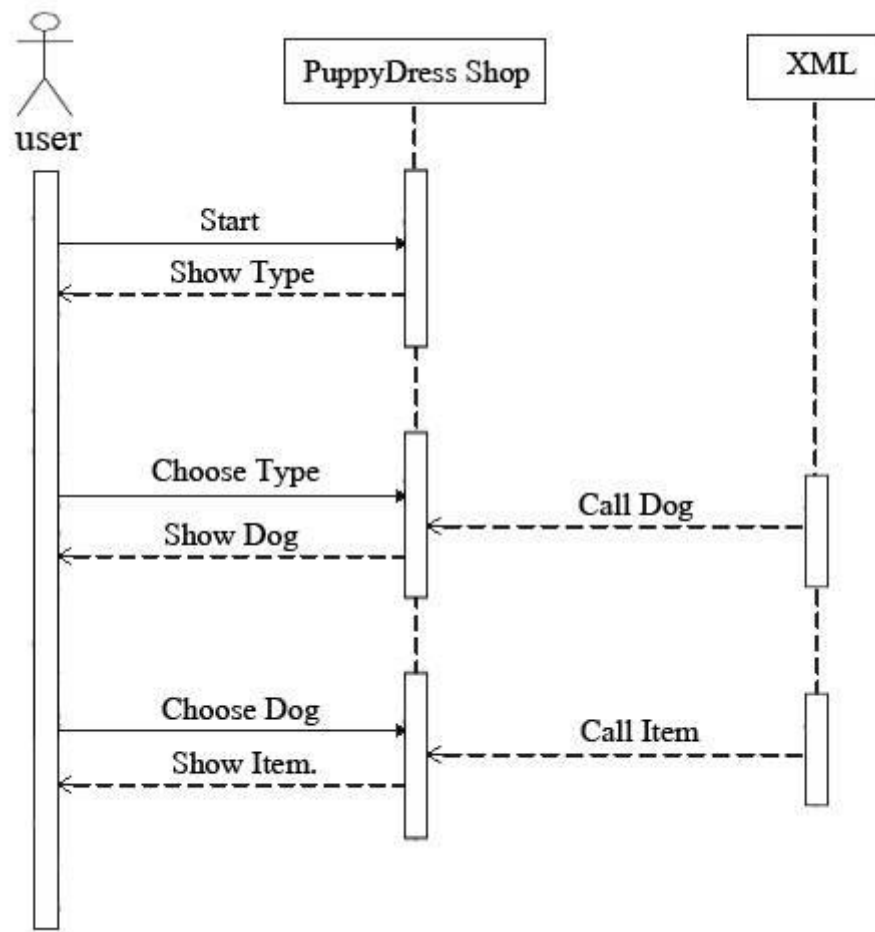 PuppyDress Shop
XML
user
Start
Show Type
Choose Type
Call Dog
Show Dog
Choose Dog
Call Item
Show Item.